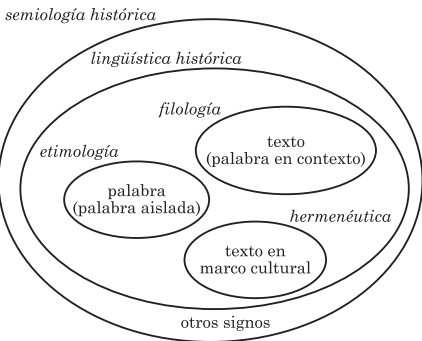 semiología histórica
lingüística histórica
filología
texto
(palabra en contexto)
etimología
palabra
(palabra aislada)
hermenéutica
texto en
marco cultural
otros signos